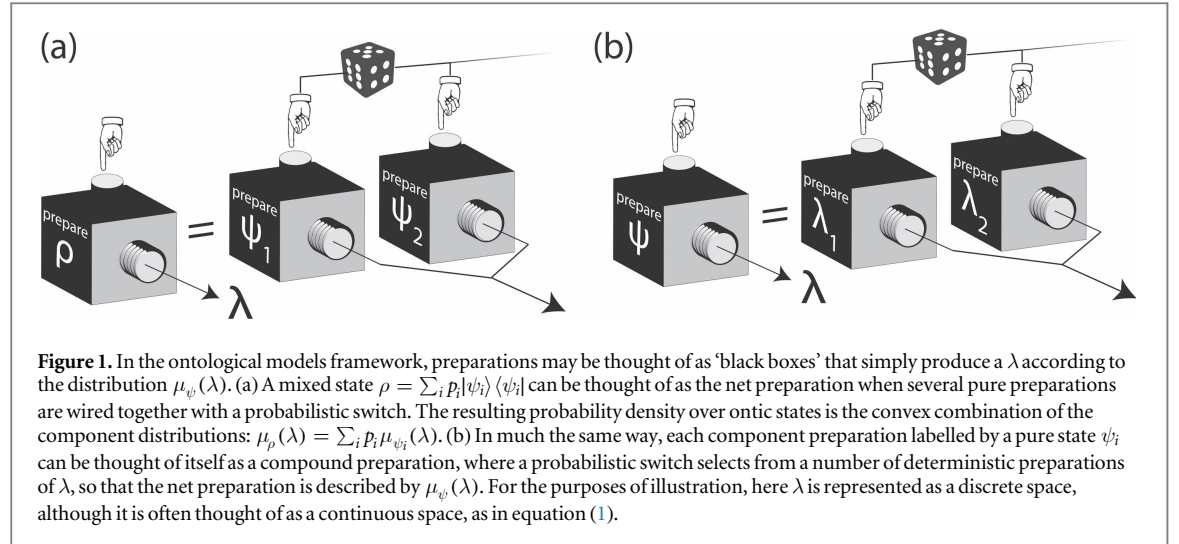 (a)
(b)
prepare
ρ
λ
=
prepare
ψ1
prepare
ψ2
prepare
ψ
λ
=
prepare
λ1
prepare
λ2
Figure 1. In the ontological models framework, preparations may be thought of as ‘black boxes’ that simply produce a λ according to
the distribution μψ(λ). (a) A mixed state ρ = ∑i pi|ψi⟩⟨ψi| can be thought of as the net preparation when several pure preparations
are wired together with a probabilistic switch. The resulting probability density over ontic states is the convex combination of the
component distributions: μρ(λ) = ∑i pi μψi(λ). (b) In much the same way, each component preparation labelled by a pure state ψi
can be thought of itself as a compound preparation, where a probabilistic switch selects from a number of deterministic preparations
of λ, so that the net preparation is described by μψ(λ). For the purposes of illustration, here λ is represented as a discrete space,
although it is often thought of as a continuous space, as in equation (1).